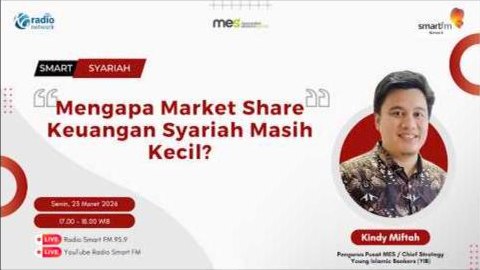 radio
network
mes
smartfm
Network
SMART SYARIAH
"Mengapa Market Share
Keuangan Syariah Masih
Kecil?"
Senin, 23 Maret 2026
17.00 - 18.00 WIB
LIVE Radio Smart FM 95.9
LIVE YouTube Radio Smart FM
Kindy Miftah
Pengurus Pusat MES / Chief Strategy
Young Islamic Bankers (YIB)